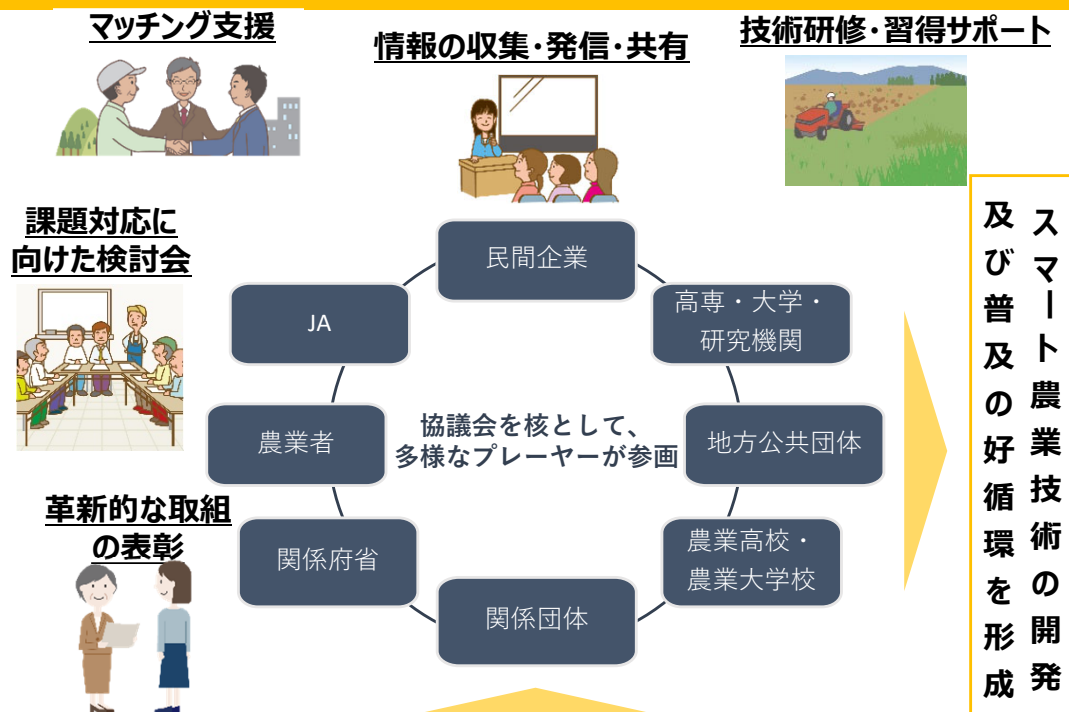 マッチング支援
情報の収集・発信・共有
技術研修・習得サポート
課題対応に
向けた検討会
革新的な取組
の表彰
民間企業
高専・大学・
研究機関
地方公共団体
農業高校・
農業大学校
関係団体
関係府省
農業者
JA
協議会を核として、
多様なプレーヤーが参画
スマート農業技術の開発
及び普及の好循環を形成